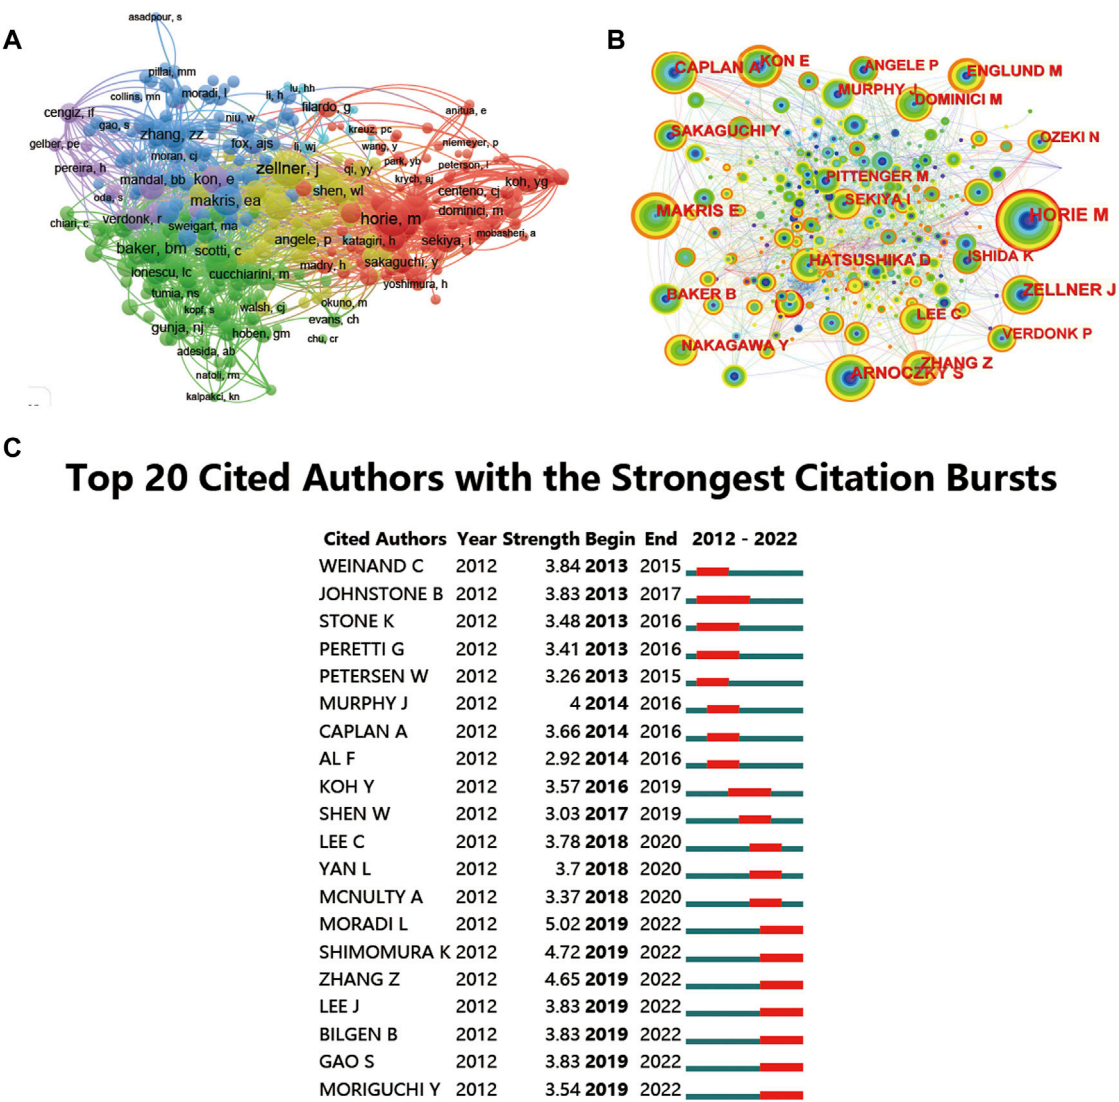 A
asadpour, s
pillai, mm
collins, mn
moradi, l
li, h
lu, hh
cengiz, if
gao, s
zhang, zz
niu, w
filardo, g
anitua, e
gelber, pe
moran, cj
fox, ajs
li, wj
kreuz, pc
wang, y
niemeyer, p
pereira, h
mandal, bb
kon, e
zellner, j
qi, yy
park, yb
peterson, l
krych, aj
koh, yg
oda, s
makris, ea
shen, wl
centeno, cj
chiari, c
verdonk, r
sweigart, ma
horie, m
dominici, m
mobasheri, a
baker, bm
scotti, c
angele, p
katagiri, h
sekiya, i
ionescu, lc
cucchiarini, m
madry, h
sakaguchi, y
yoshimura, h
tumia, ns
kopf, s
walsh, cj
okuno, m
gunja, nj
hoben, gm
evans, ch
chu, cr
adesida, ab
natoli, rm
kalpakci, kn
B
CAPLAN A
KON E
ANGELE P
ENGLUND M
MURPHY J
DOMINICI M
SAKAGUCHI Y
OZEKI N
PITTENGER M
SEKIYA I
MAKRIS E
HORIE M
HATSUSHIKA D
ISHIDA K
BAKER B
ZELLNER J
LEE C
NAKAGAWA Y
VERDONK P
ZHANG Z
ARNOCZKY S
C
Top 20 Cited Authors with the Strongest Citation Bursts
Cited Authors Year Strength Begin End 2012 - 2022
WEINAND C 2012 3.84 2013 2015
JOHNSTONE B 2012 3.83 2013 2017
STONE K 2012 3.48 2013 2016
PERETTI G 2012 3.41 2013 2016
PETERSEN W 2012 3.26 2013 2015
MURPHY J 2012 4 2014 2016
CAPLAN A 2012 3.66 2014 2016
AL F 2012 2.92 2014 2016
KOH Y 2012 3.57 2016 2019
SHEN W 2012 3.03 2017 2019
LEE C 2012 3.78 2018 2020
YAN L 2012 3.7 2018 2020
MCNULTY A 2012 3.37 2018 2020
MORADI L 2012 5.02 2019 2022
SHIMOMURA K 2012 4.72 2019 2022
ZHANG Z 2012 4.65 2019 2022
LEE J 2012 3.83 2019 2022
BILGEN B 2012 3.83 2019 2022
GAO S 2012 3.83 2019 2022
MORIGUCHI Y 2012 3.54 2019 2022